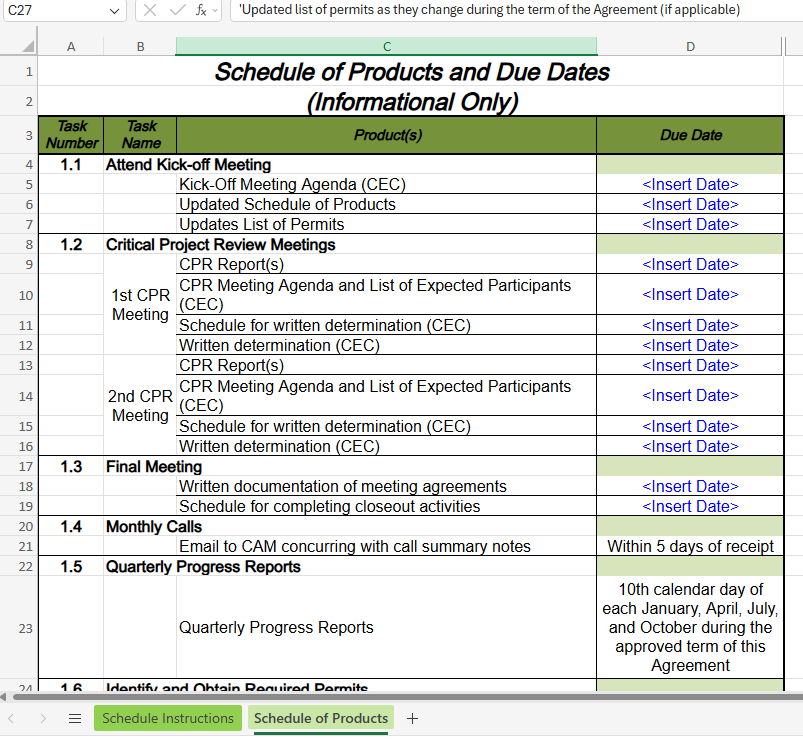 C27
fx
'Updated list of permits as they change during the term of the Agreement (if applicable)
A B C D
1 Schedule of Products and Due Dates
2 (Informational Only)
3 Task Number Task Name Product(s) Due Date
4 1.1 Attend Kick-off Meeting
5 Kick-Off Meeting Agenda (CEC) <Insert Date>
6 Updated Schedule of Products <Insert Date>
7 Updates List of Permits <Insert Date>
8 1.2 Critical Project Review Meetings
1st CPR
Meeting
9 CPR Report(s) <Insert Date>
10 CPR Meeting Agenda and List of Expected Participants
(CEC) <Insert Date>
11 Schedule for written determination (CEC) <Insert Date>
12 Written determination (CEC) <Insert Date>
2nd CPR
Meeting
13 CPR Report(s) <Insert Date>
14 CPR Meeting Agenda and List of Expected Participants
(CEC) <Insert Date>
15 Schedule for written determination (CEC) <Insert Date>
16 Written determination (CEC) <Insert Date>
17 1.3 Final Meeting
18 Written documentation of meeting agreements <Insert Date>
19 Schedule for completing closeout activities <Insert Date>
20 1.4 Monthly Calls
21 Email to CAM concurring with call summary notes Within 5 days of receipt
22 1.5 Quarterly Progress Reports
23 Quarterly Progress Reports
10th calendar day of
each January, April, July,
and October during the
approved term of this
Agreement
24 1.6 Identify and Obtain Required Permits
Schedule Instructions Schedule of Products